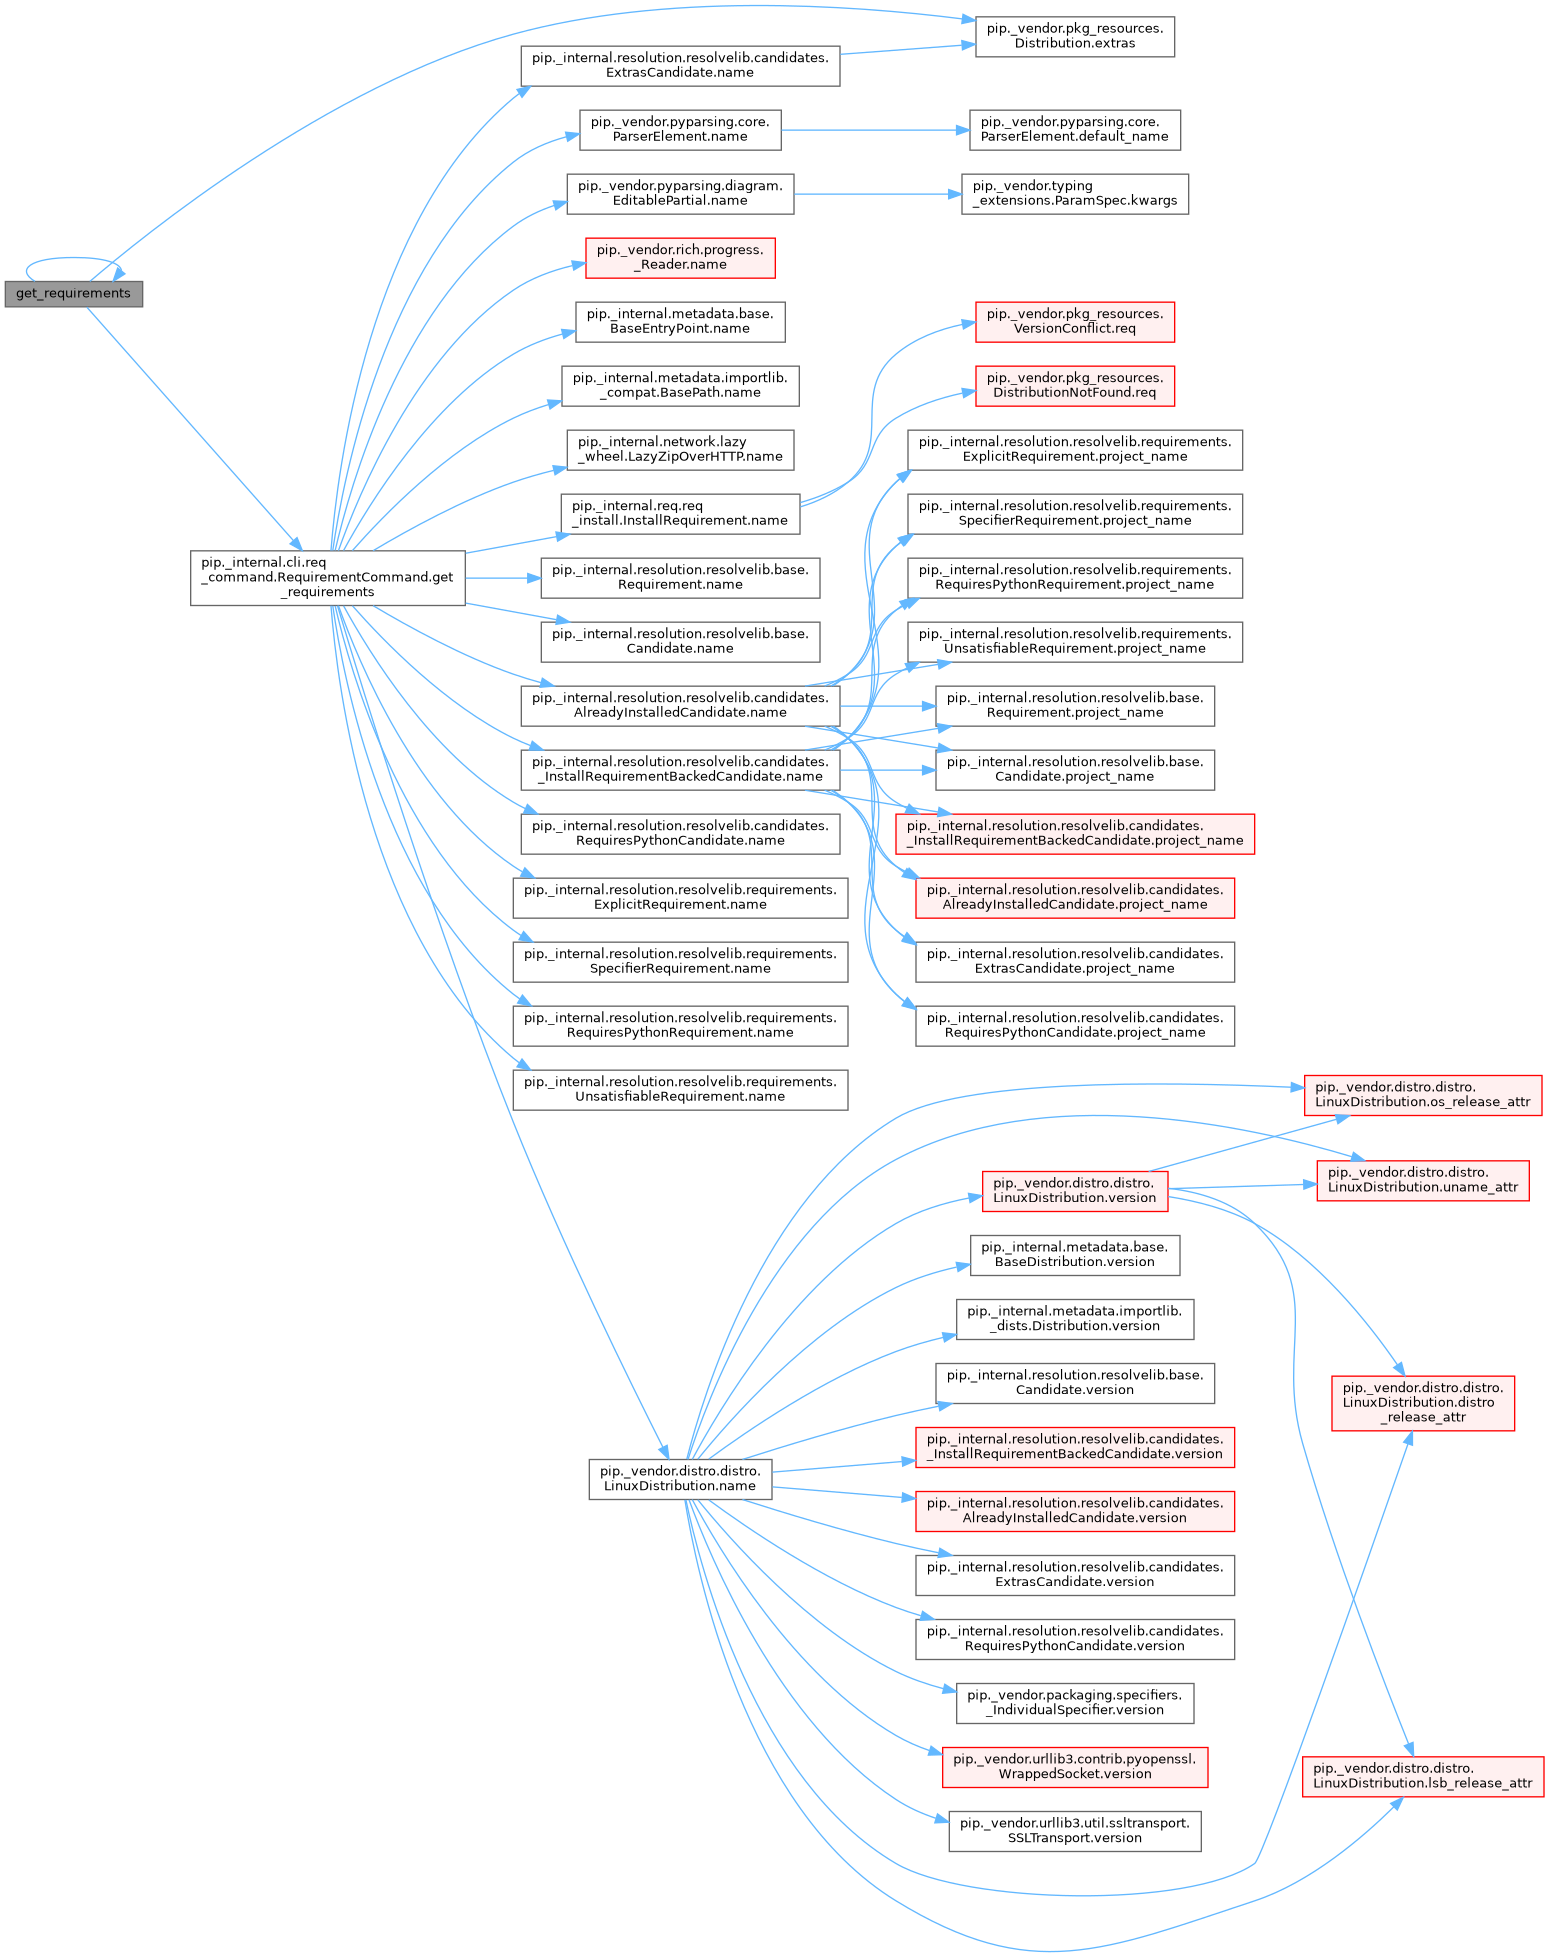 get_requirements
pip._internal.cli.req
_command.RequirementCommand.get
_requirements
pip._internal.resolution.resolvelib.candidates.
ExtrasCandidate.name
pip._vendor.pyparsing.core.
ParserElement.name
pip._vendor.pyparsing.diagram.
EditablePartial.name
pip._vendor.rich.progress.
_Reader.name
pip._internal.metadata.base.
BaseEntryPoint.name
pip._internal.metadata.importlib.
_compat.BasePath.name
pip._internal.network.lazy
_wheel.LazyZipOverHTTP.name
pip._internal.req.req
_install.InstallRequirement.name
pip._internal.resolution.resolvelib.base.
Requirement.name
pip._internal.resolution.resolvelib.base.
Candidate.name
pip._internal.resolution.resolvelib.candidates.
AlreadyInstalledCandidate.name
pip._internal.resolution.resolvelib.candidates.
_InstallRequirementBackedCandidate.name
pip._internal.resolution.resolvelib.candidates.
RequiresPythonCandidate.name
pip._internal.resolution.resolvelib.requirements.
ExplicitRequirement.name
pip._internal.resolution.resolvelib.requirements.
SpecifierRequirement.name
pip._internal.resolution.resolvelib.requirements.
RequiresPythonRequirement.name
pip._internal.resolution.resolvelib.requirements.
UnsatisfiableRequirement.name
pip._vendor.distro.distro.
LinuxDistribution.name
pip._vendor.pkg_resources.
Distribution.extras
pip._vendor.pyparsing.core.
ParserElement.default_name
pip._vendor.typing
_extensions.ParamSpec.kwargs
pip._vendor.pkg_resources.
VersionConflict.req
pip._vendor.pkg_resources.
DistributionNotFound.req
pip._internal.resolution.resolvelib.requirements.
ExplicitRequirement.project_name
pip._internal.resolution.resolvelib.requirements.
SpecifierRequirement.project_name
pip._internal.resolution.resolvelib.requirements.
RequiresPythonRequirement.project_name
pip._internal.resolution.resolvelib.requirements.
UnsatisfiableRequirement.project_name
pip._internal.resolution.resolvelib.base.
Requirement.project_name
pip._internal.resolution.resolvelib.base.
Candidate.project_name
pip._internal.resolution.resolvelib.candidates.
_InstallRequirementBackedCandidate.project_name
pip._internal.resolution.resolvelib.candidates.
AlreadyInstalledCandidate.project_name
pip._internal.resolution.resolvelib.candidates.
ExtrasCandidate.project_name
pip._internal.resolution.resolvelib.candidates.
RequiresPythonCandidate.project_name
pip._vendor.distro.distro.
LinuxDistribution.version
pip._internal.metadata.base.
BaseDistribution.version
pip._internal.metadata.importlib.
_dists.Distribution.version
pip._internal.resolution.resolvelib.base.
Candidate.version
pip._internal.resolution.resolvelib.candidates.
_InstallRequirementBackedCandidate.version
pip._internal.resolution.resolvelib.candidates.
AlreadyInstalledCandidate.version
pip._internal.resolution.resolvelib.candidates.
ExtrasCandidate.version
pip._internal.resolution.resolvelib.candidates.
RequiresPythonCandidate.version
pip._vendor.packaging.specifiers.
_IndividualSpecifier.version
pip._vendor.urllib3.contrib.pyopenssl.
WrappedSocket.version
pip._vendor.urllib3.util.ssltransport.
SSLTransport.version
pip._vendor.distro.distro.
LinuxDistribution.os_release_attr
pip._vendor.distro.distro.
LinuxDistribution.uname_attr
pip._vendor.distro.distro.
LinuxDistribution.distro
_release_attr
pip._vendor.distro.distro.
LinuxDistribution.lsb_release_attr